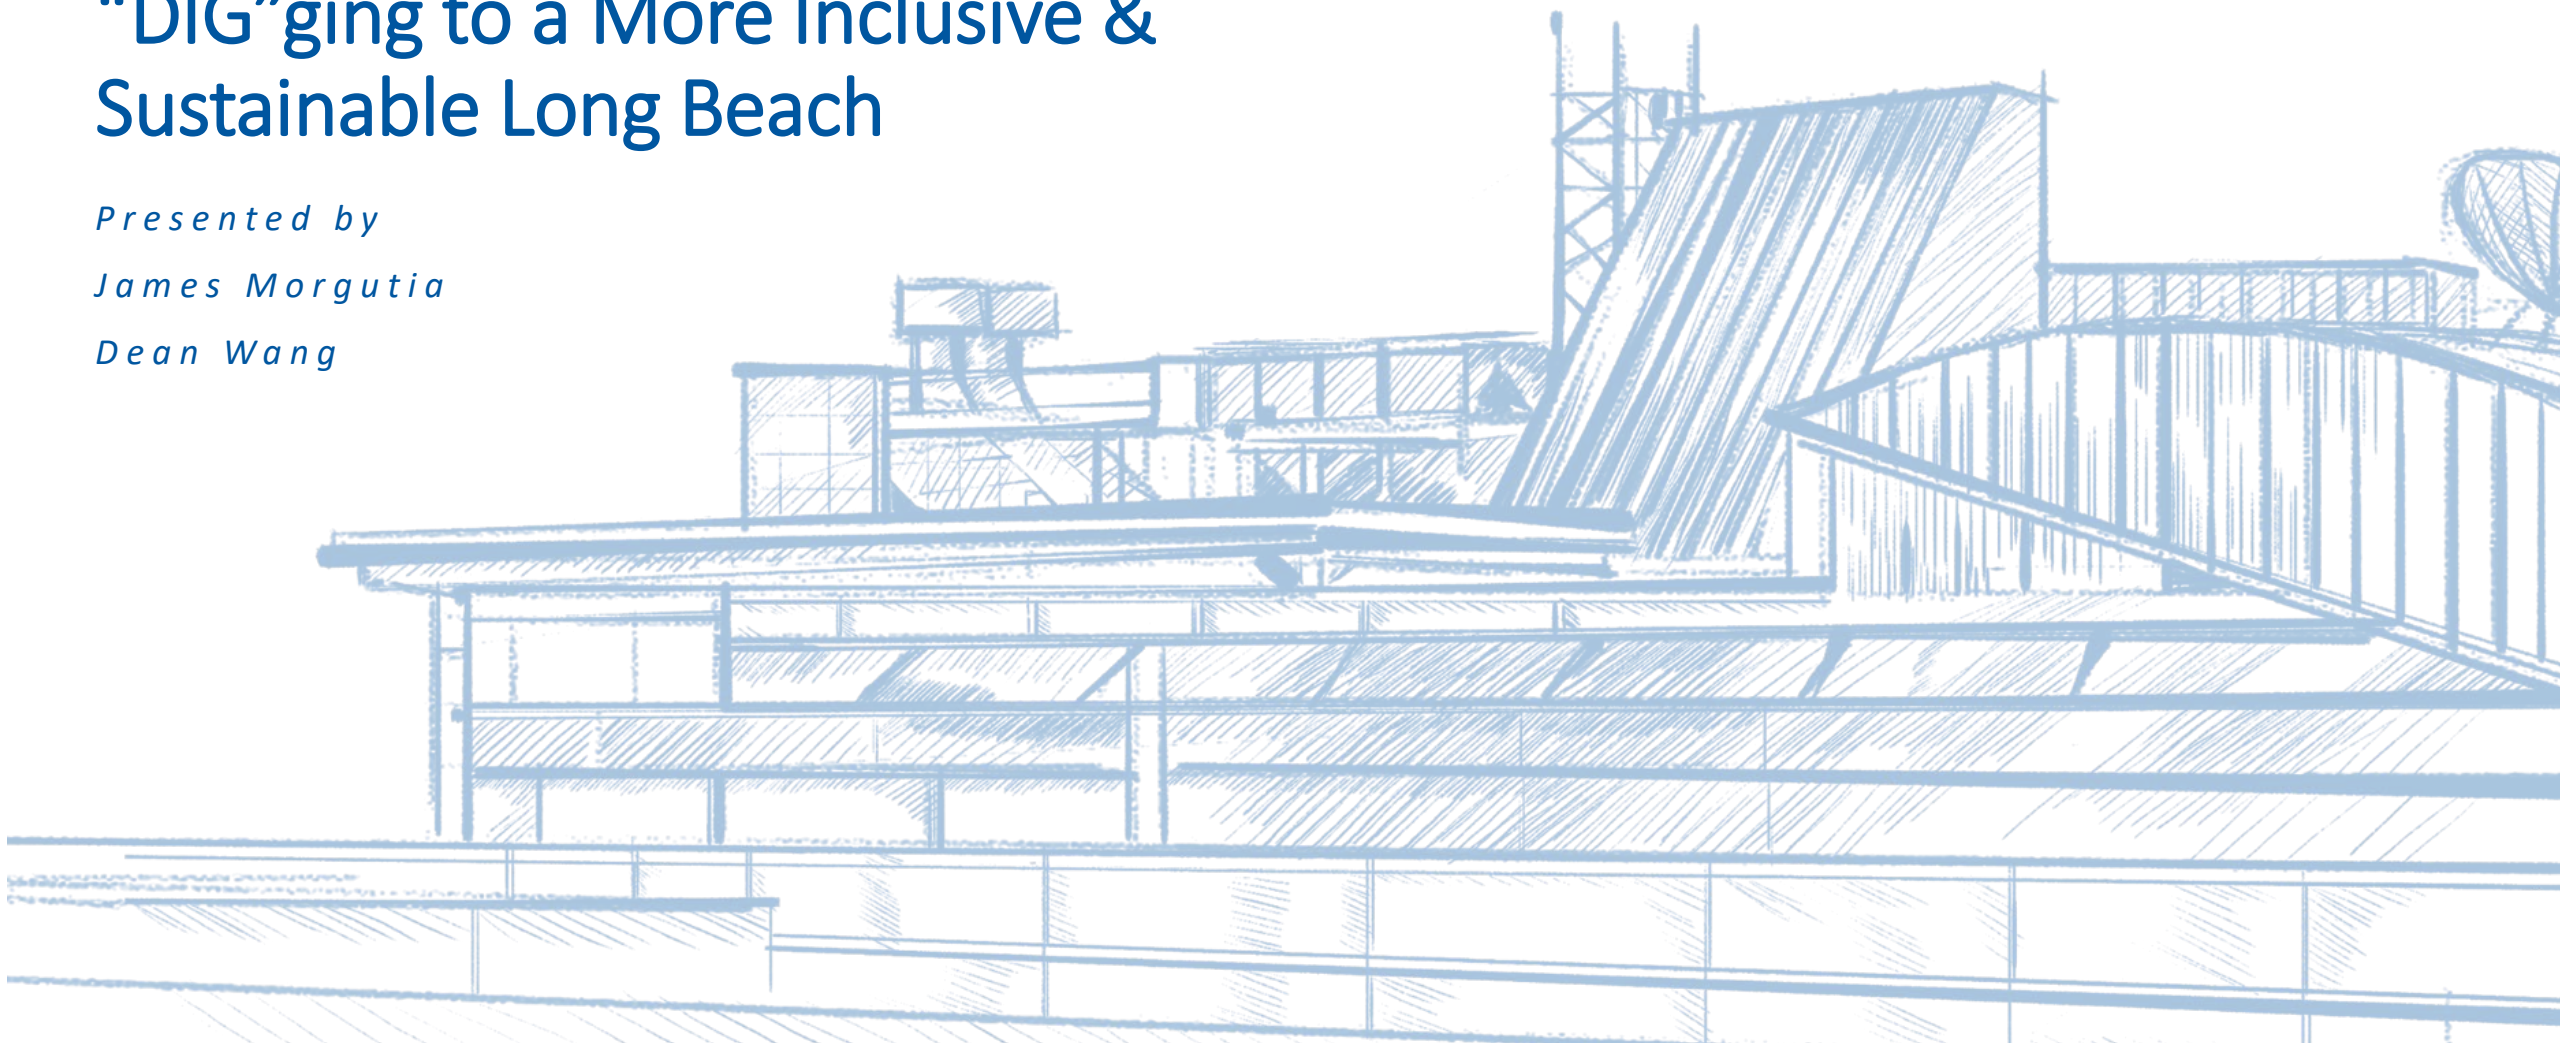 “DIG”ging to a More Inclusive &
Sustainable Long Beach
Presented by
James Morgutia
Dean Wang